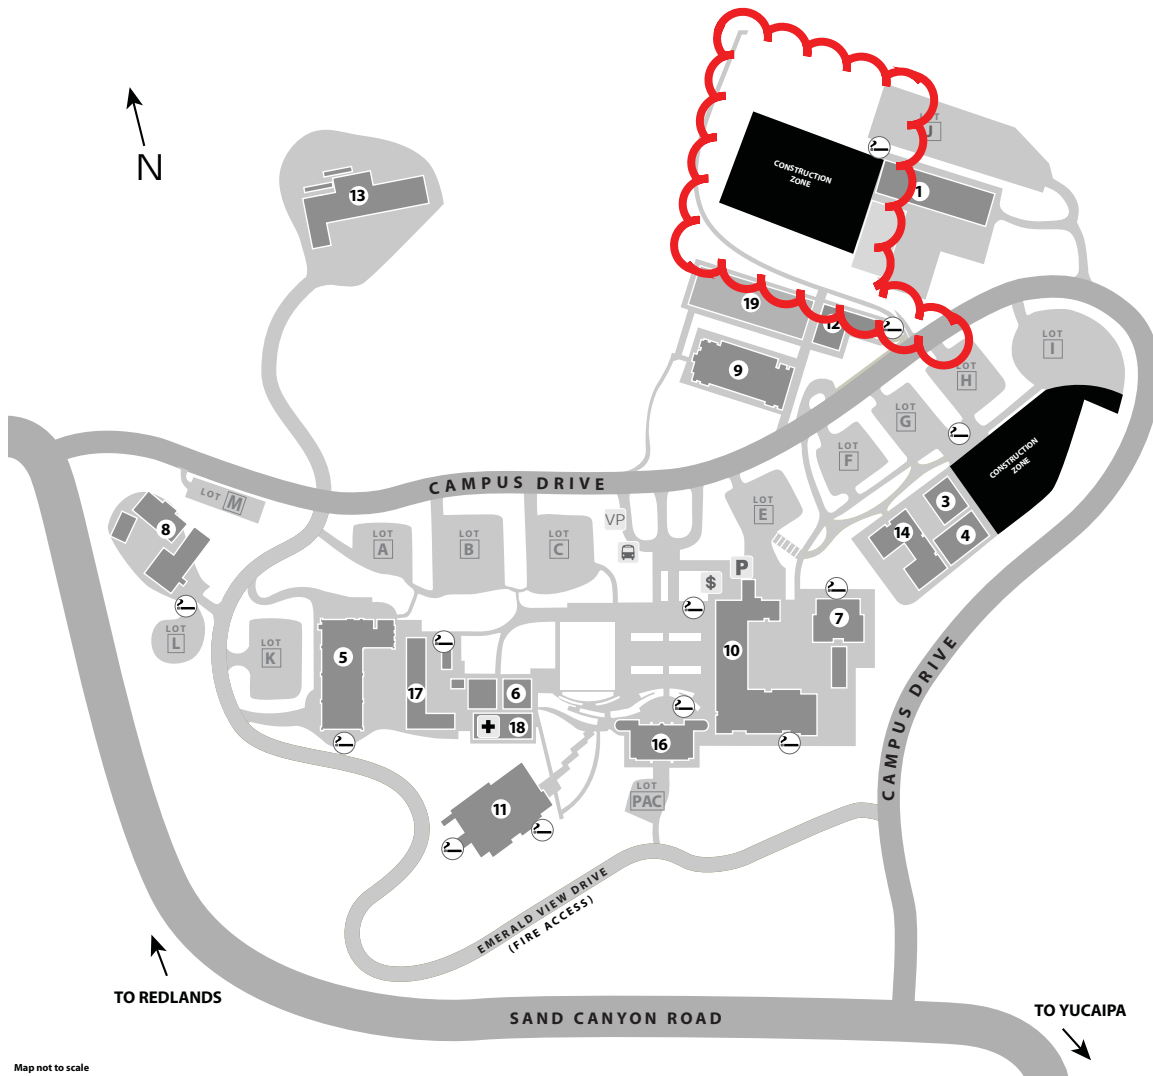 N
13
CONSTRUCTION
ZONE
J
1
19
12
9
LOT
I
LOT
H
LOT
G
LOT
F
CONSTRUCTION
ZONE
CAMPUS DRIVE
LOT M
8
LOT
A
LOT
B
LOT
C
VP
LOT
E
3
14
4
$
P
7
LOT
L
LOT
K
5
17
6
18
10
16
11
LOT
PAC
CAMPUS DRIVE
EMERALD VIEW DRIVE
(FIRE ACCESS)
TO REDLANDS
SAND CANYON ROAD
TO YUCAIPA
Map not to scale